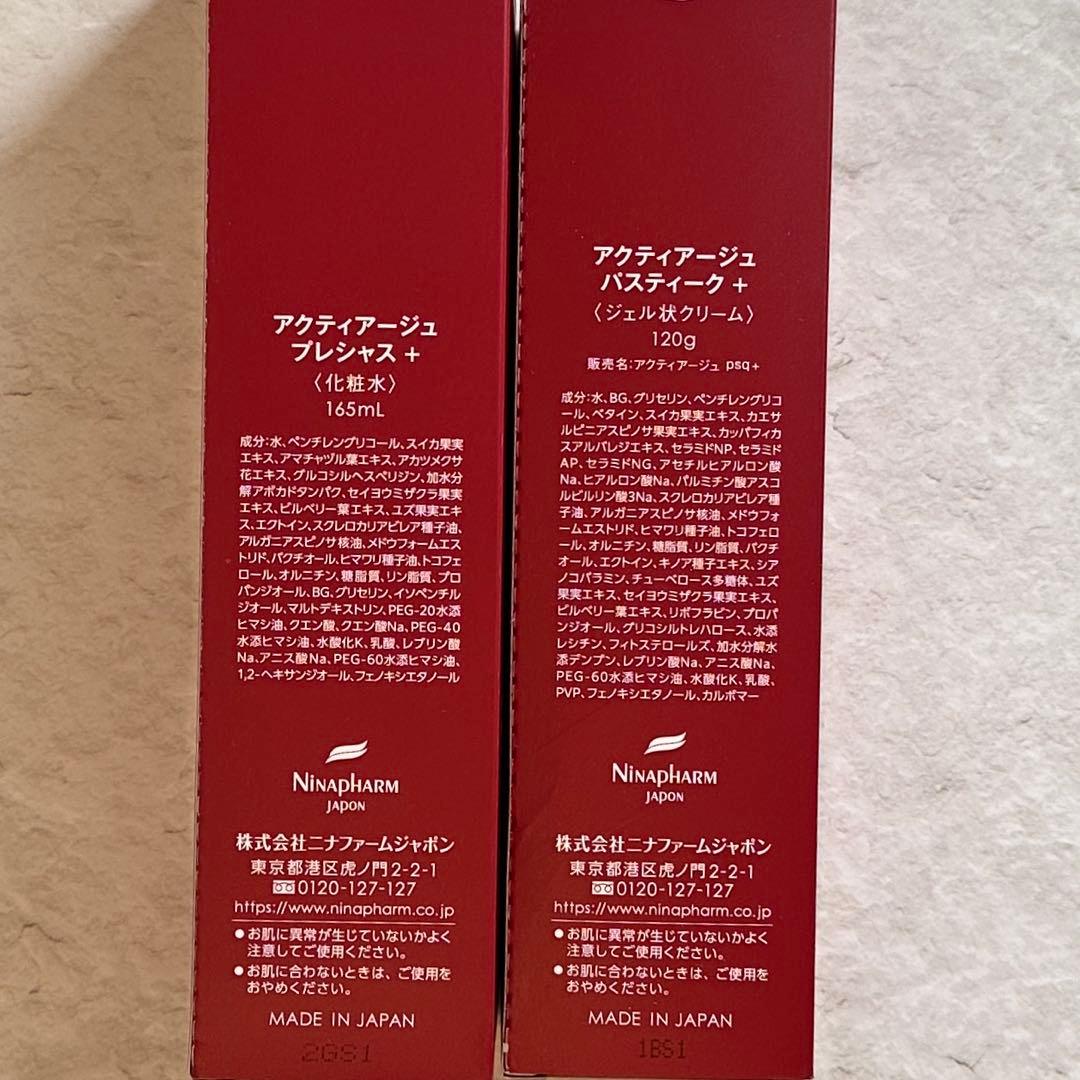 アクティアージュ
プレシャス +
〈化粧水〉
165mL
成分:水、ペンチレングリコール、スイカ果実
エキス、アマチャヅル葉エキス、アカツメクサ
花エキス、グルコシルヘスペリジン、加水分
解アボカドタンパク、セイヨウミザクラ果実
エキス、ビルベリー葉エキス、ユズ果実エキ
ス、エクトイン、スクレロカリアビレア種子油、
アルガニアスピノサ核油、メドウフォームエス
トリド、バクチオール、ヒマワリ種子油、トコフェ
ロール、オルニチン、糖脂質、リン脂質、プロ
パンジオール、BG、グリセリン、イソペンチル
ジオール、マルトデキストリン、PEG-20水添
ヒマシ油、クエン酸、クエン酸Na、PEG-40
水添ヒマシ油、水酸化K、乳酸、レブリン酸
Na、アニス酸Na、PEG-60水添ヒマシ油、
1,2-ヘキサンジオール、フェノキシエタノール
NINAPHARM
JAPON
株式会社ニナファームジャポン
東京都港区虎ノ門2-2-1
0120-127-127
https://www.ninapharm.co.jp
●お肌に異常が生じていないかよく
注意してご使用ください。
●お肌に合わないときは、ご使用を
おやめください。
MADE IN JAPAN
2GS1
アクティアージュ
パスティーク +
〈ジェル状クリーム〉
120g
販売名:アクティアージュ psq+
成分:水、BG、グリセリン、ペンチレングリコ
ール、ベタイン、スイカ果実エキス、カエサ
ルピニアスピノサ果実エキス、カッパフィカ
スアルバレジエキス、セラミドNP、セラミド
AP、セラミドNG、アセチルヒアルロン酸
Na、ヒアルロン酸Na、パルミチン酸アスコ
ルビルリン酸3Na、スクレロカリアビレア種
子油、アルガニアスピノサ核油、メドウフォ
ームエストリド、ヒマワリ種子油、トコフェロ
ール、オルニチン、糖脂質、リン脂質、バクチ
オール、エクトイン、キノア種子エキス、シア
ノコバラミン、チューベロース多糖体、ユズ
果実エキス、セイヨウミザクラ果実エキス、
ビルベリー葉エキス、リボフラビン、プロパ
ンジオール、グリコシルトレハロース、水添
レシチン、フィトステロールズ、加水分解水
添デンプン、レブリン酸Na、アニス酸Na、
PEG-60水添ヒマシ油、水酸化K、乳酸、
PVP、フェノキシエタノール、カルボマー
NINAPHARM
JAPON
株式会社ニナファームジャポン
東京都港区虎ノ門2-2-1
0120-127-127
https://www.ninapharm.co.jp
●お肌に異常が生じていないかよく
注意してご使用ください。
●お肌に合わないときは、ご使用を
おやめください。
MADE IN JAPAN
1BS1